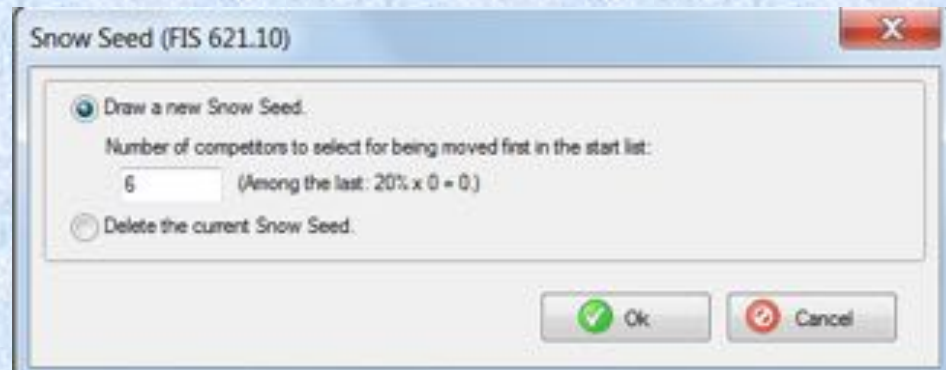 Snow Seed (FIS 621.10)
Draw a new Snow Seed.
Number of competitors to select for being moved first in the start list:
6 (Among the last: 20% x 0 = 0.)
Delete the current Snow Seed.
Ok Cancel